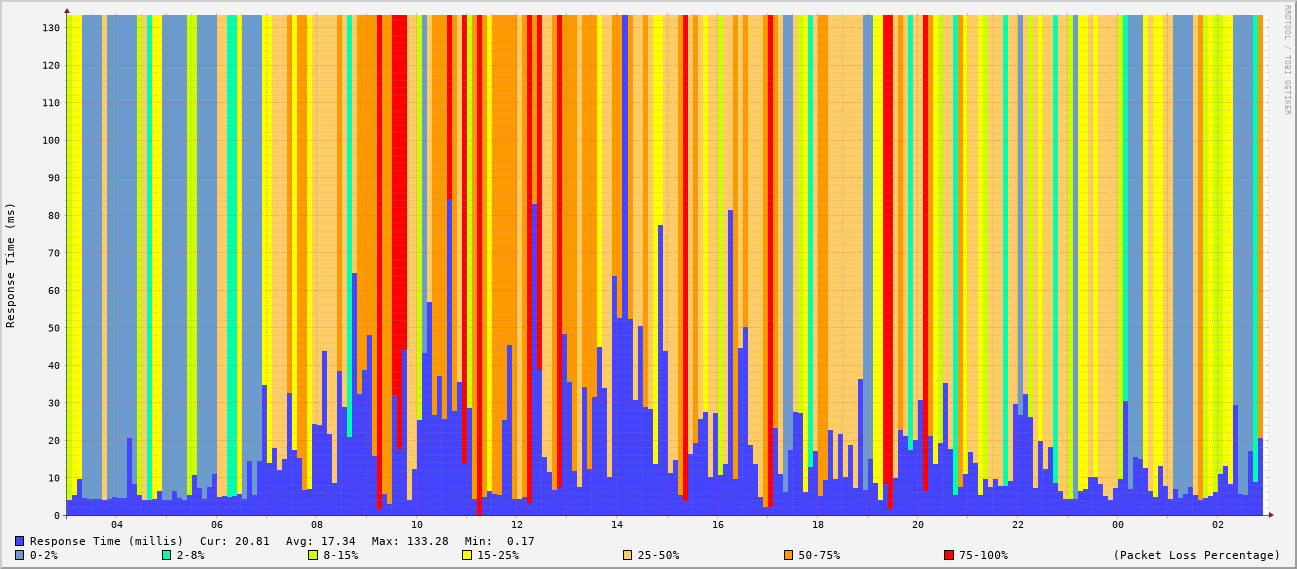 RRDTOOL / TOBI OETIKER
Response Time (ms)
130
120
110
100
90
80
70
60
50
40
30
20
10
0
04 06 08 10 12 14 16 18 20 22 00 02
Response Time (millis) Cur: 20.81 Avg: 17.34 Max: 133.28 Min: 0.17
0-2% 2-8% 8-15% 15-25% 25-50% 50-75% 75-100% (Packet Loss Percentage)